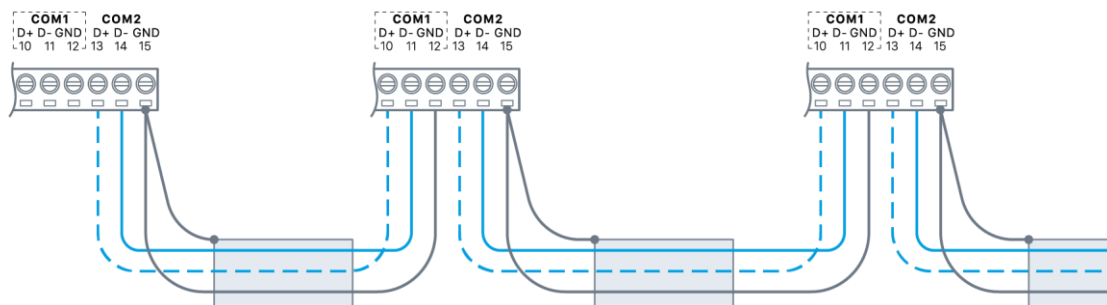 COM1 COM2
D+ D- GND D+ D- GND
10 11 12 13 14 15
COM1 COM2
D+ D- GND D+ D- GND
10 11 12 13 14 15
COM1 COM2
D+ D- GND D+ D- GND
10 11 12 13 14 15